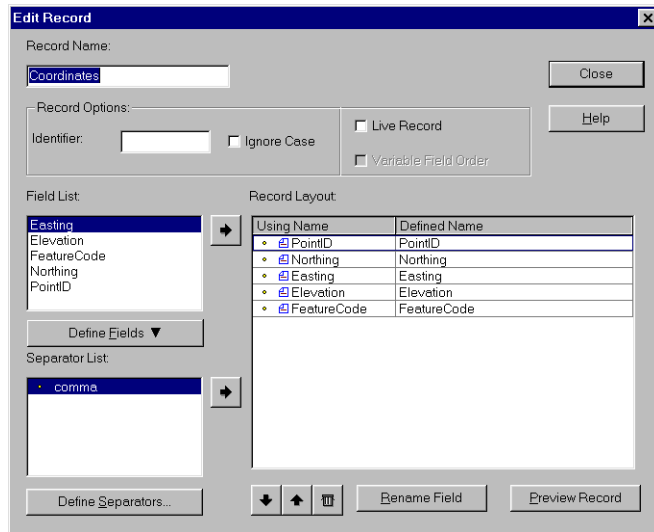 Edit Record
Record Name:
Coordinates
Close
Record Options:
Identifier:
Ignore Case
Live Record
Variable Field Order
Help
Field List:
Easting
Elevation
FeatureCode
Northing
PointID
Define Fields ▼
Separator List:
comma
Define Separators...
Record Layout:
Using Name Defined Name
PointID PointID
Northing Northing
Easting Easting
Elevation Elevation
FeatureCode FeatureCode
Rename Field
Preview Record